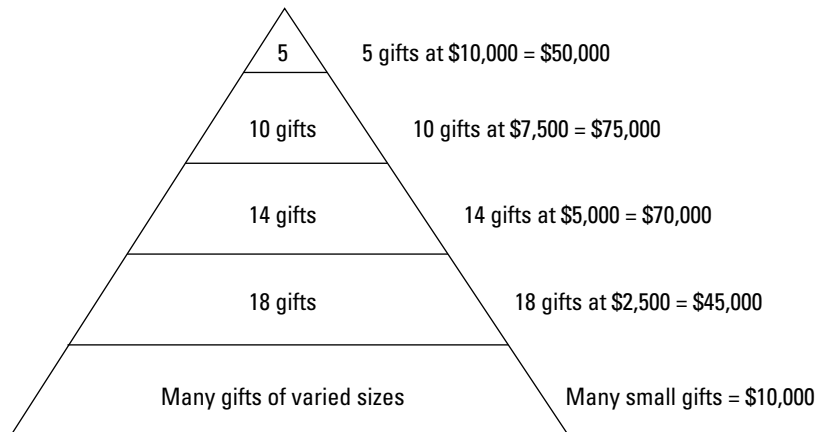 5
5 gifts at $10,000 = $50,000
10 gifts
10 gifts at $7,500 = $75,000
14 gifts
14 gifts at $5,000 = $70,000
18 gifts
18 gifts at $2,500 = $45,000
Many gifts of varied sizes
Many small gifts = $10,000